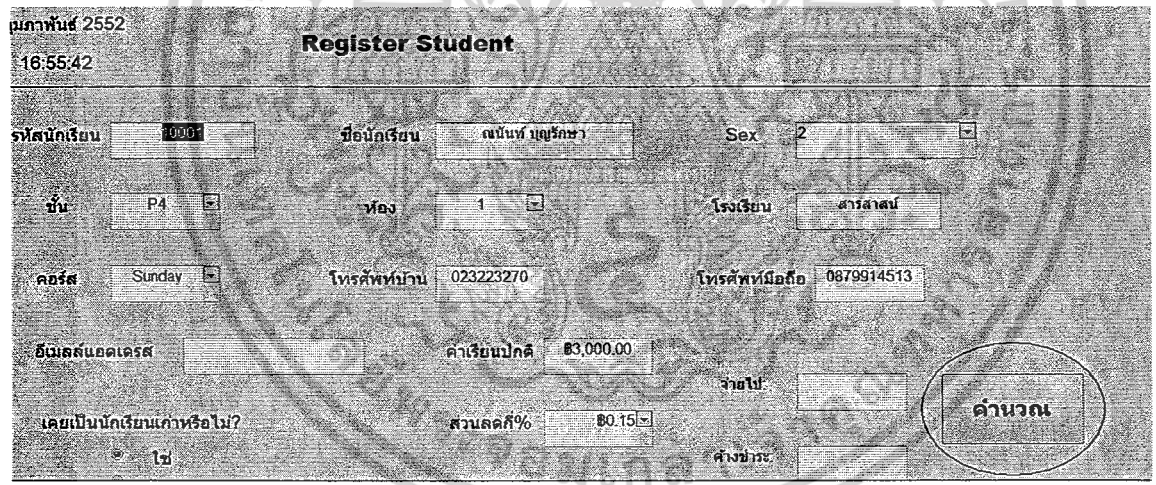 ุมภาพันธ์ 2552
Register Student
16:55:42
รหัสนักเรียน 10001 ชื่อนักเรียน ณนันท์ บุญรักษา Sex 2
ชั้น P4 ห้อง 1 โรงเรียน สารสาสน์
คอร์ส Sunday โทรศัพท์บ้าน 023223270 โทรศัพท์มือถือ 0879914513
อีเมลล์แอดเดรส ค่าเรียนปกติ ฿3,000.00
จ่ายไป คำนวณ
เคยเป็นนักเรียนเก่าหรือไม่? ส่วนลดกี่% ฿0.15
ใช่ ค้างชำระ